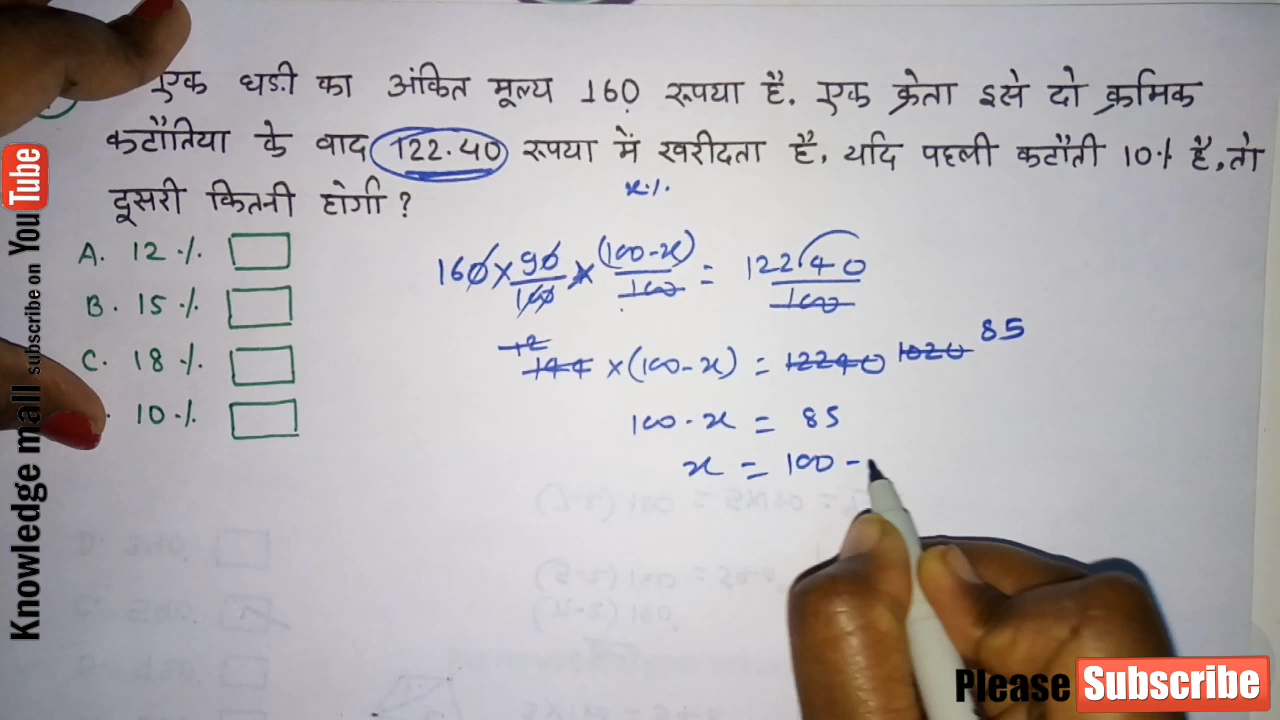 एक घडी का अंकित मूल्य 160 रूपया है. एक क्रेता इसे दो क्रमिक
कटौतिया के वाद 122.40 रूपया में खरीदता है, यदि पहली कटौती 10% है, तो
दूसरी कितनी होगी ?
x%
A. 12 %
B. 15 %
C. 18 %
10 %
160 × 90/100 × (100-x)/100 = 12240/100
12
144 × (100-x) = 12240 1020 85
100 - x = 85
x = 100 -
Knowledge mall subscribe on YouTube
Please Subscribe